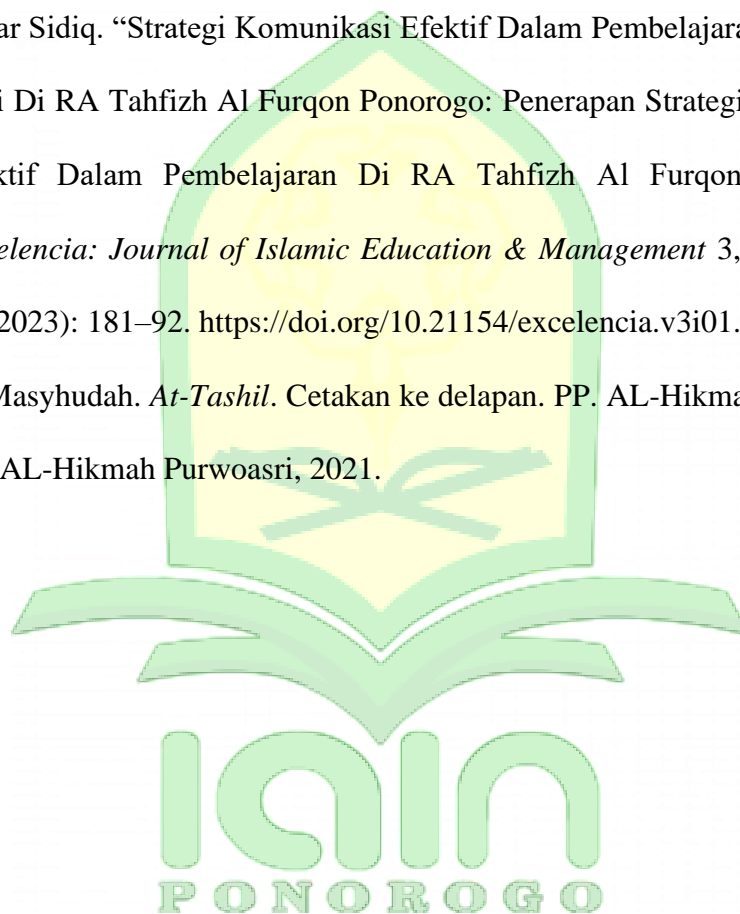 ar Sidiq. “Strategi Komunikasi Efektif Dalam Pembelajara
i Di RA Tahfizh Al Furqon Ponorogo: Penerapan Strategi
ktif Dalam Pembelajaran Di RA Tahfizh Al Furqon
elencia: Journal of Islamic Education & Management 3,
2023): 181–92. https://doi.org/10.21154/excelencia.v3i01.
Masyhudah. At-Tashil. Cetakan ke delapan. PP. AL-Hikma
AL-Hikmah Purwoasri, 2021.
iain
PONOROGO